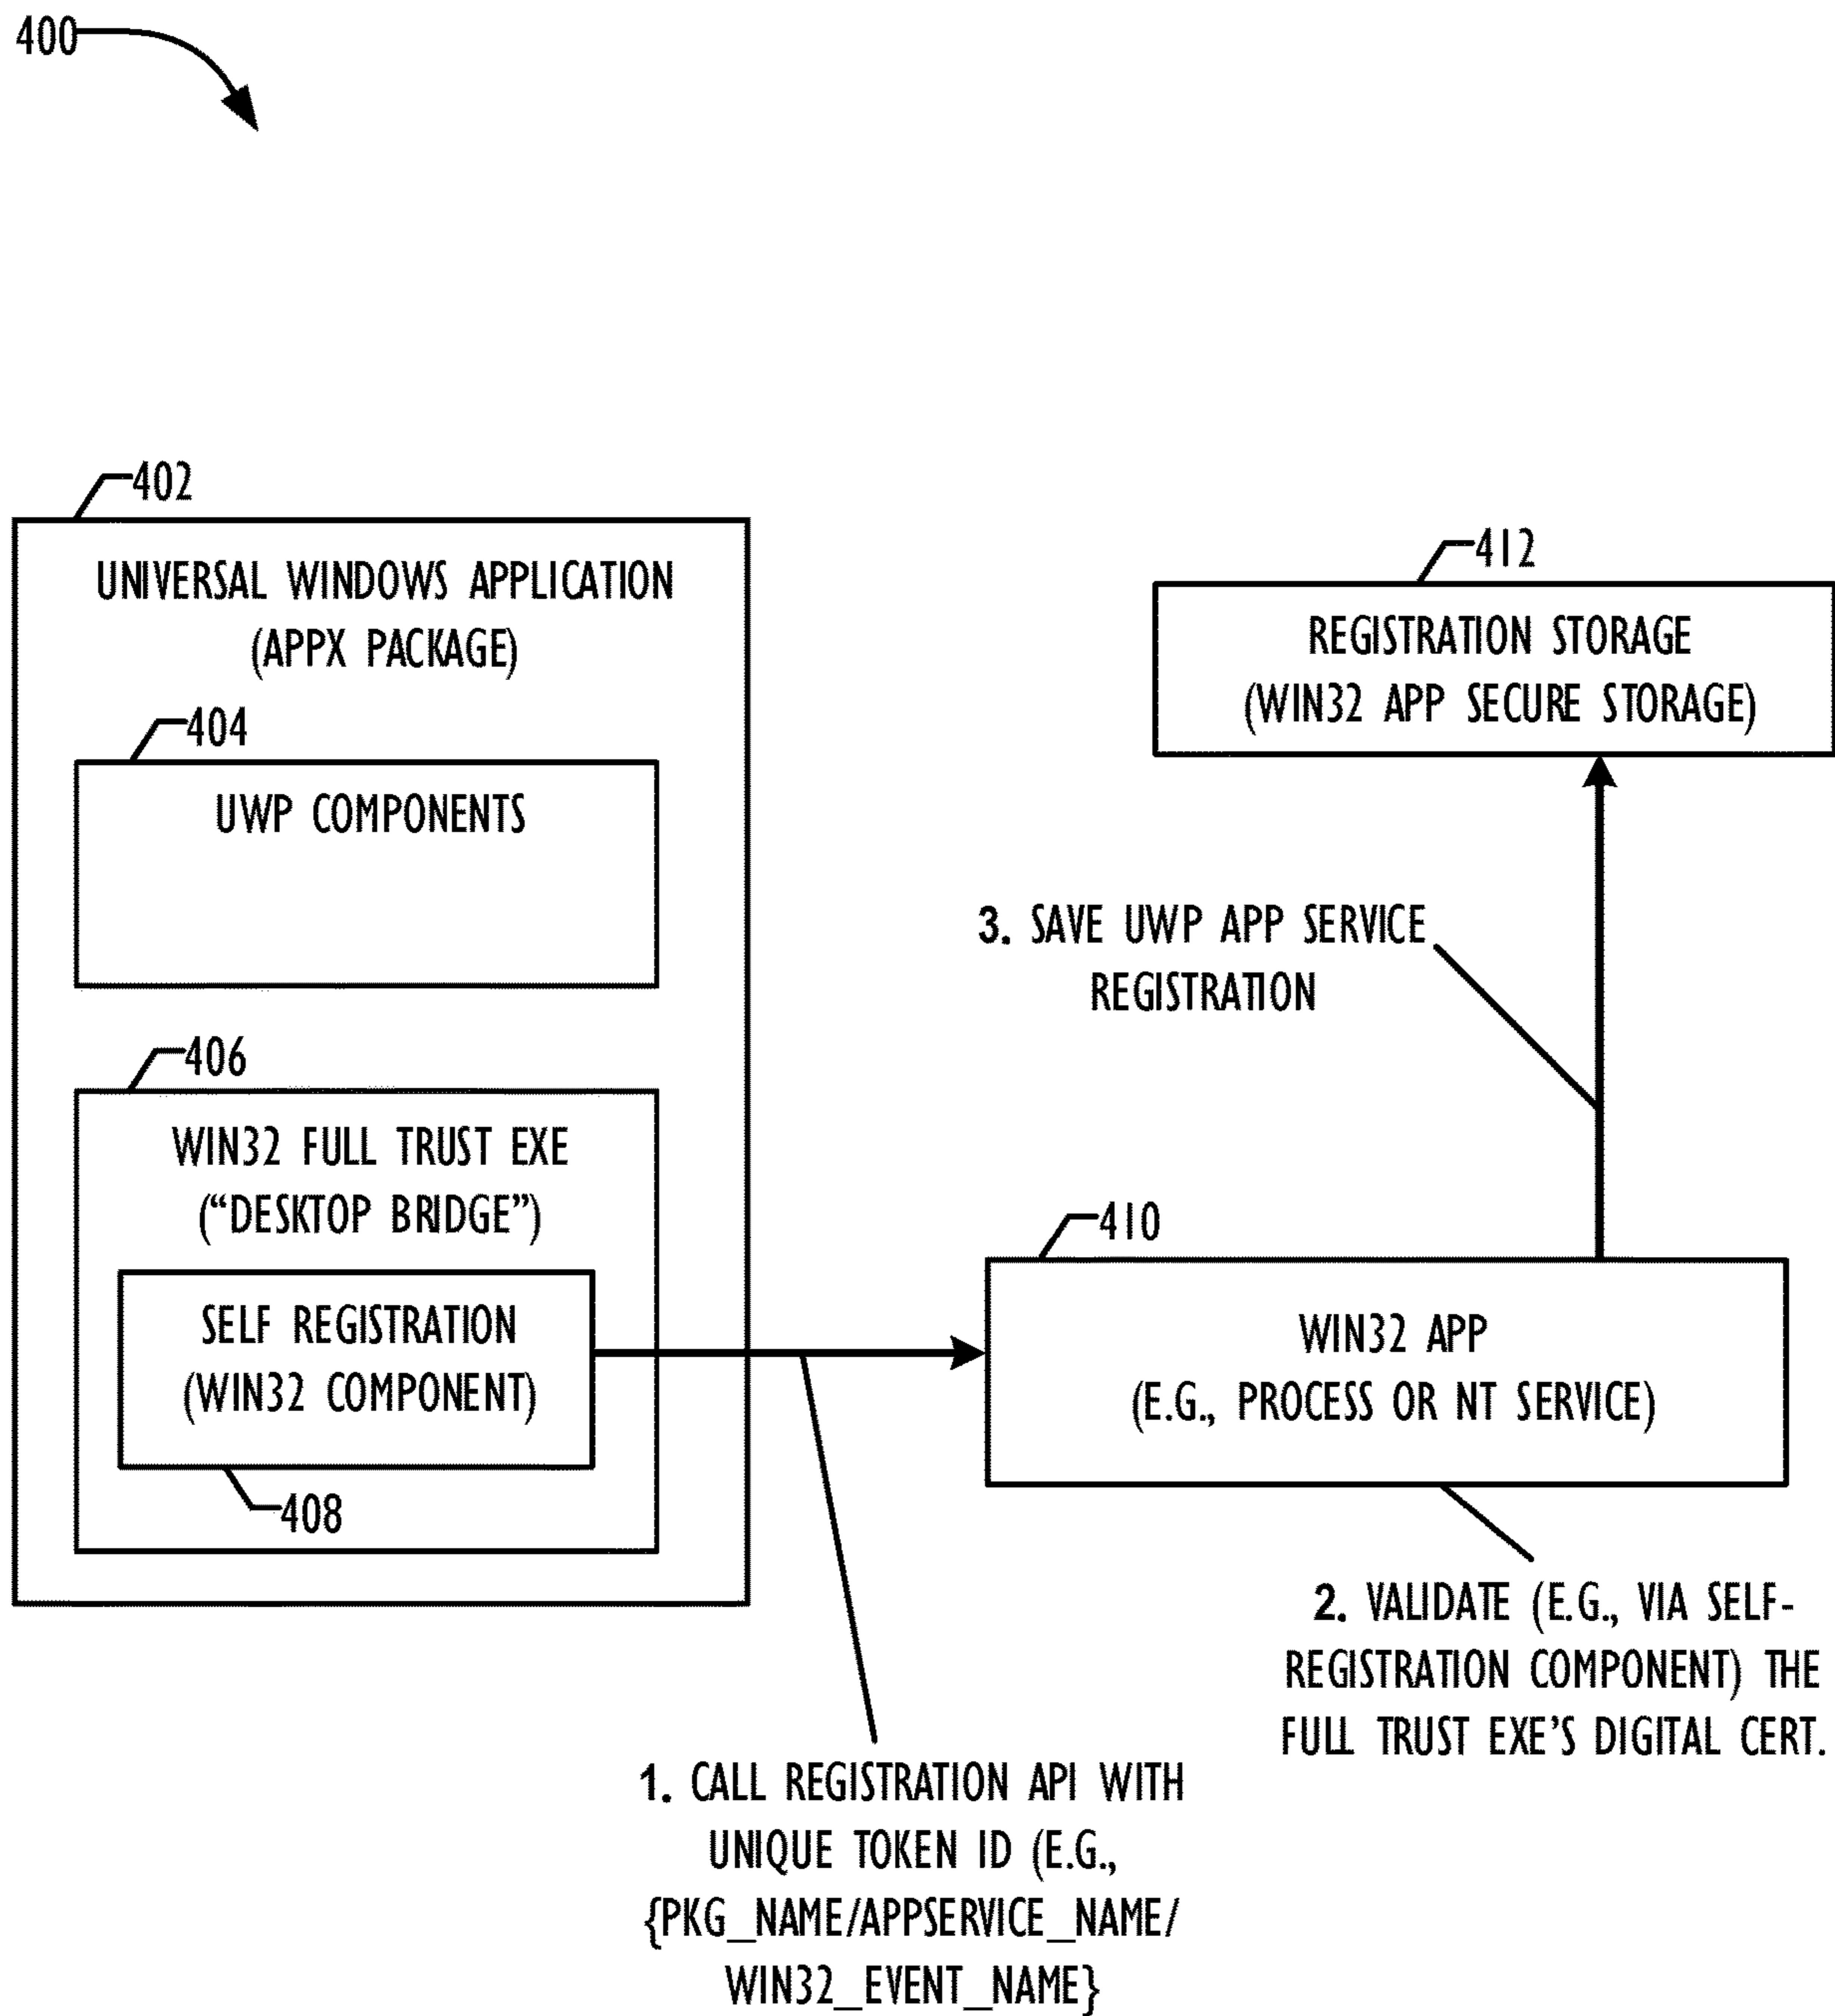 400
402
UNIVERSAL WINDOWS APPLICATION
(APPX PACKAGE)
404
UWP COMPONENTS
406
WIN32 FULL TRUST EXE
(“DESKTOP BRIDGE”)
SELF REGISTRATION
(WIN32 COMPONENT)
408
412
REGISTRATION STORAGE
(WIN32 APP SECURE STORAGE)
3. SAVE UWP APP SERVICE
REGISTRATION
410
WIN32 APP
(E.G., PROCESS OR NT SERVICE)
2. VALIDATE (E.G., VIA SELF-
REGISTRATION COMPONENT) THE
FULL TRUST EXE’S DIGITAL CERT.
1. CALL REGISTRATION API WITH
UNIQUE TOKEN ID (E.G.,
{PKG_NAME/APPSERVICE_NAME/
WIN32_EVENT_NAME}